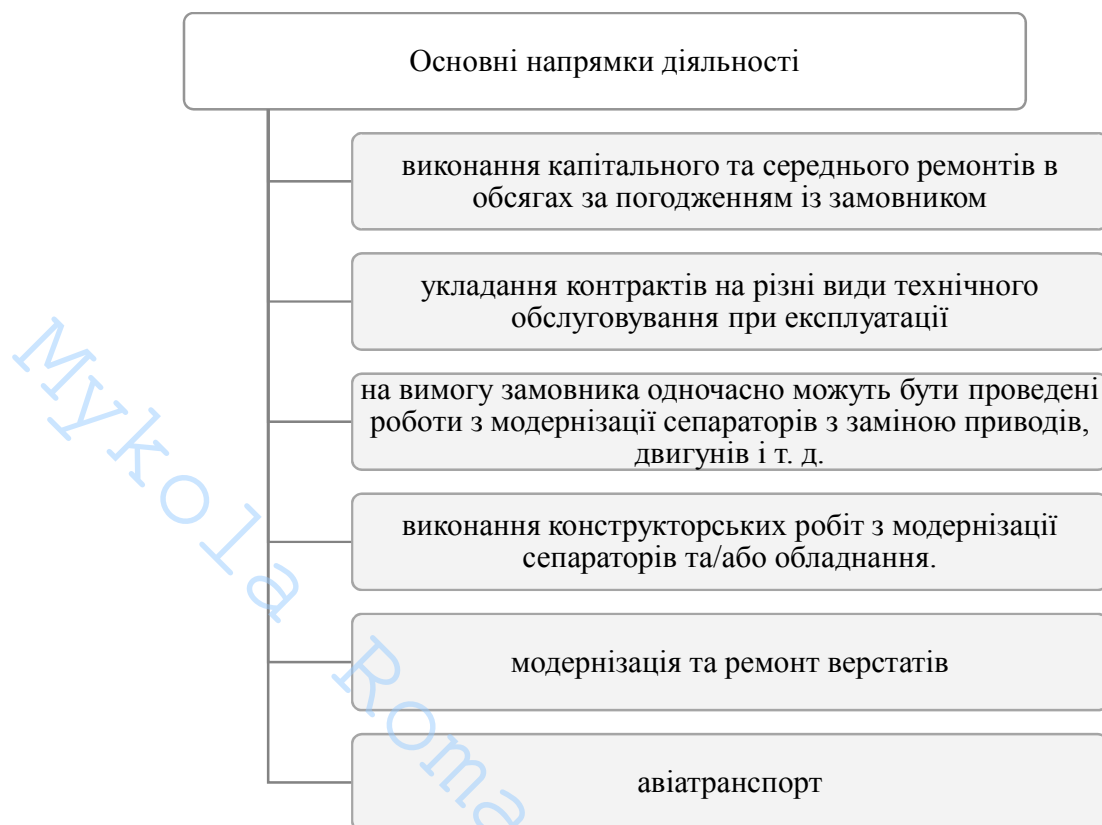 Основні напрямки діяльності
виконання капітального та середнього ремонтів в
обсягах за погодженням із замовником
укладання контрактів на різні види технічного
обслуговування при експлуатації
на вимогу замовника одночасно можуть бути проведені
роботи з модернізації сепараторів з заміною приводів,
двигунів і т. д.
виконання конструкторських робіт з модернізації
сепараторів та/або обладнання.
модернізація та ремонт верстатів
авіатранспорт
Mykola Roma